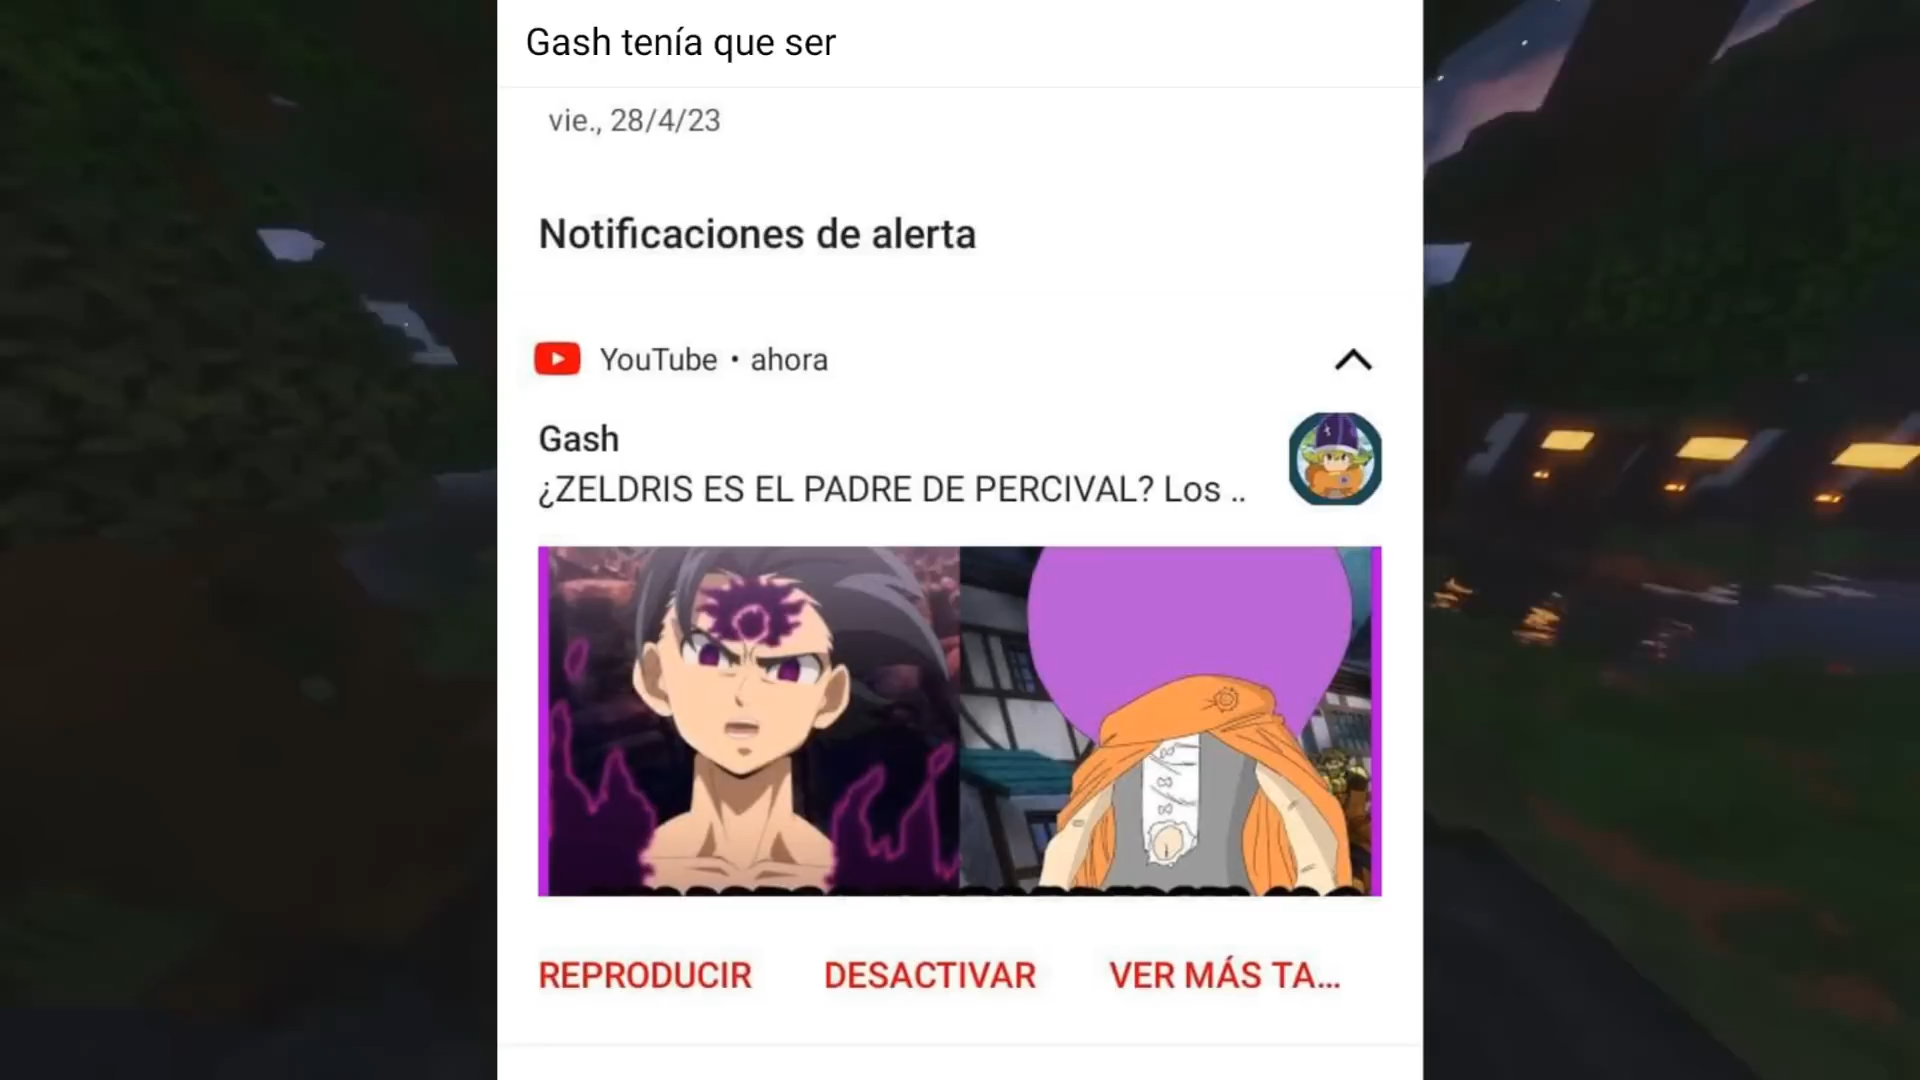 Gash tenía que ser
vie., 28/4/23
Notificaciones de alerta
YouTube • ahora
Gash
¿ZELDRIS ES EL PADRE DE PERCIVAL? Los ..
REPRODUCIR DESACTIVAR VER MÁS TA...